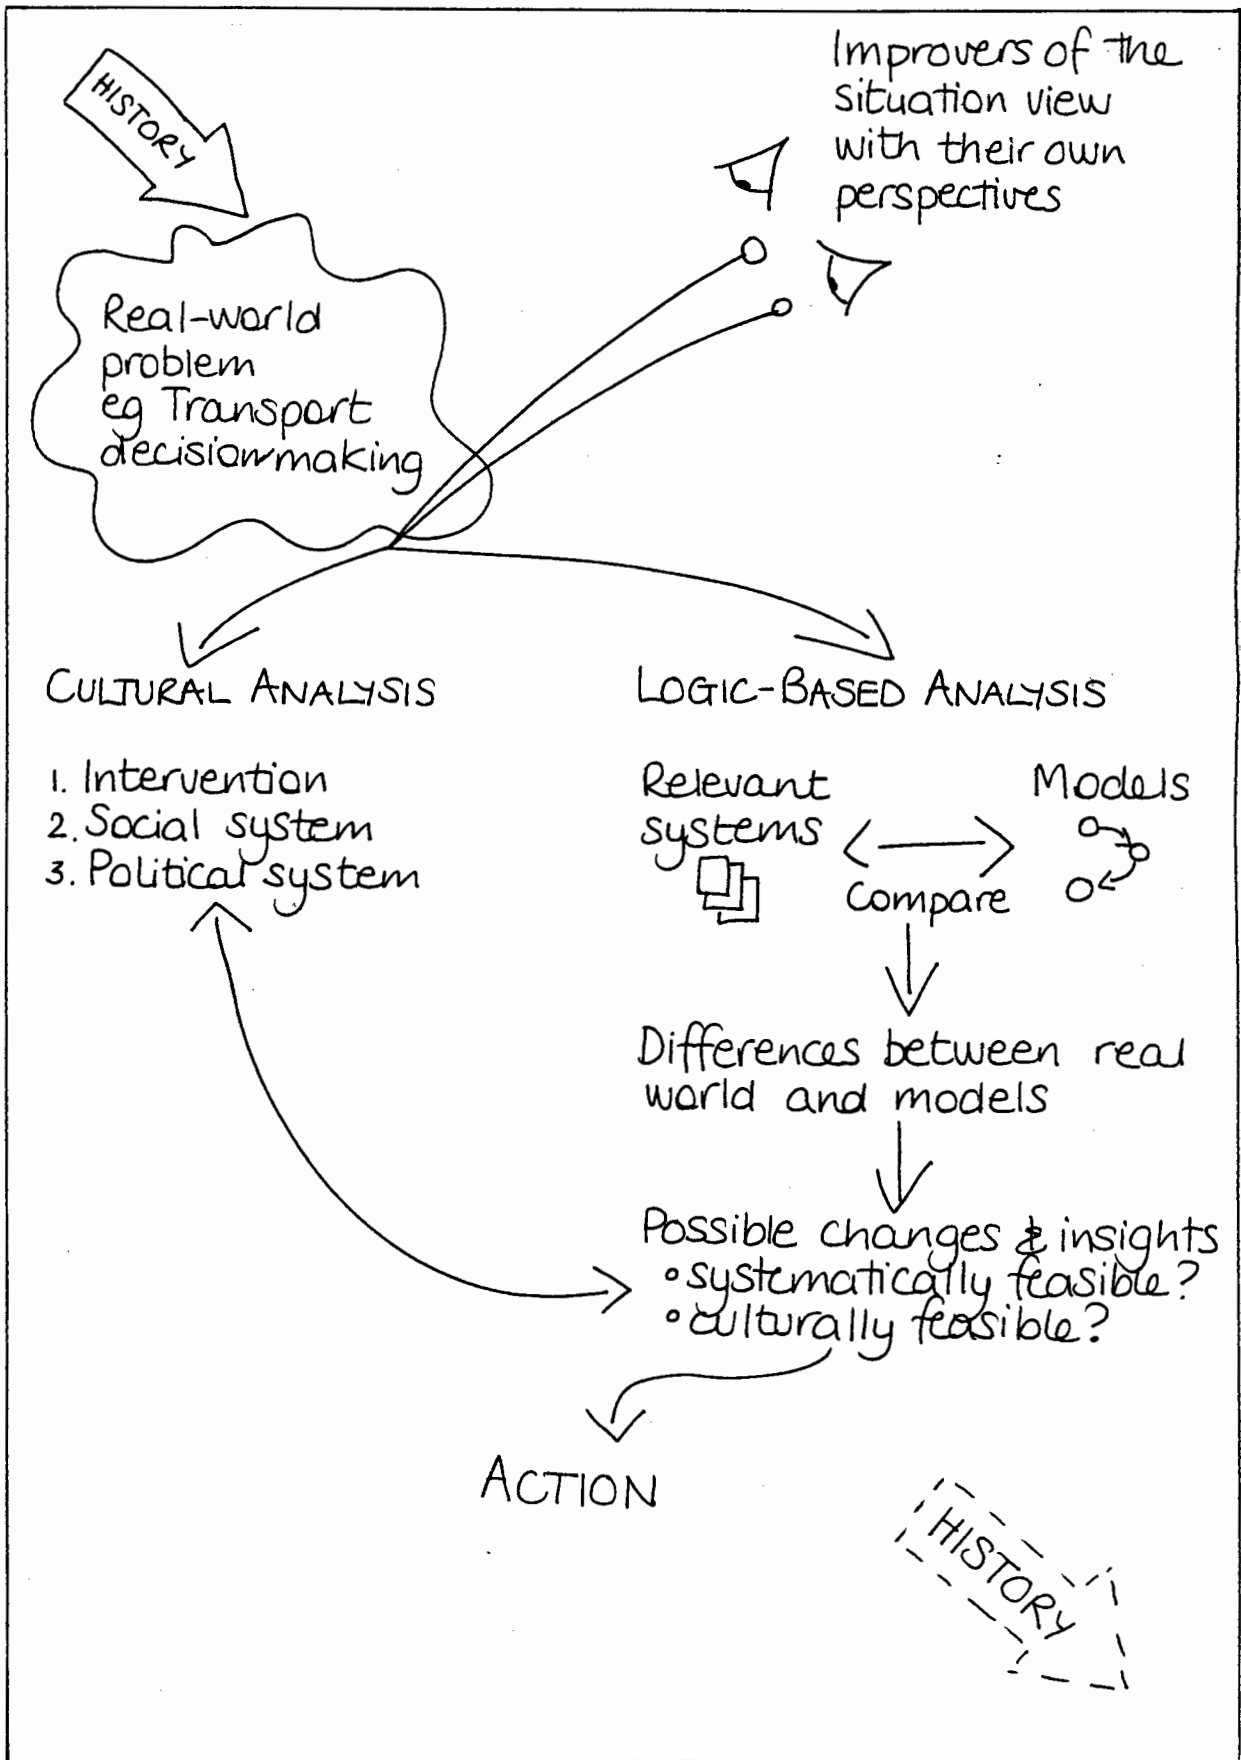 HISTORY
Improvers of the
situation view
with their own
perspectives
Real-world
problem
eg Transport
decisionmaking
CULTURAL ANALYSIS
1. Intervention
2. Social system
3. Political system
LOGIC-BASED ANALYSIS
Relevant
systems
Models
Compare
Differences between real
world and models
Possible changes & insights
• systematically feasible?
• culturally feasible?
ACTION
HISTORY